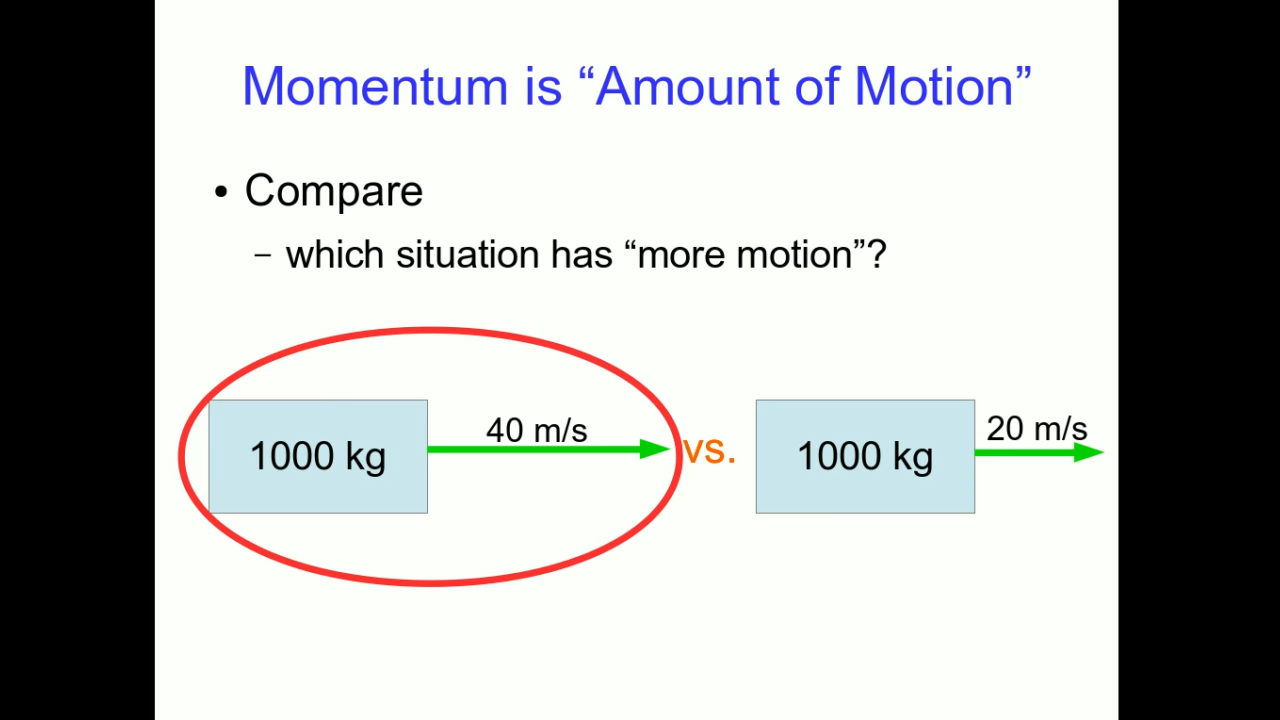 Momentum is “Amount of Motion”
• Compare
– which situation has “more motion”?
1000 kg
40 m/s
vs.
1000 kg
20 m/s